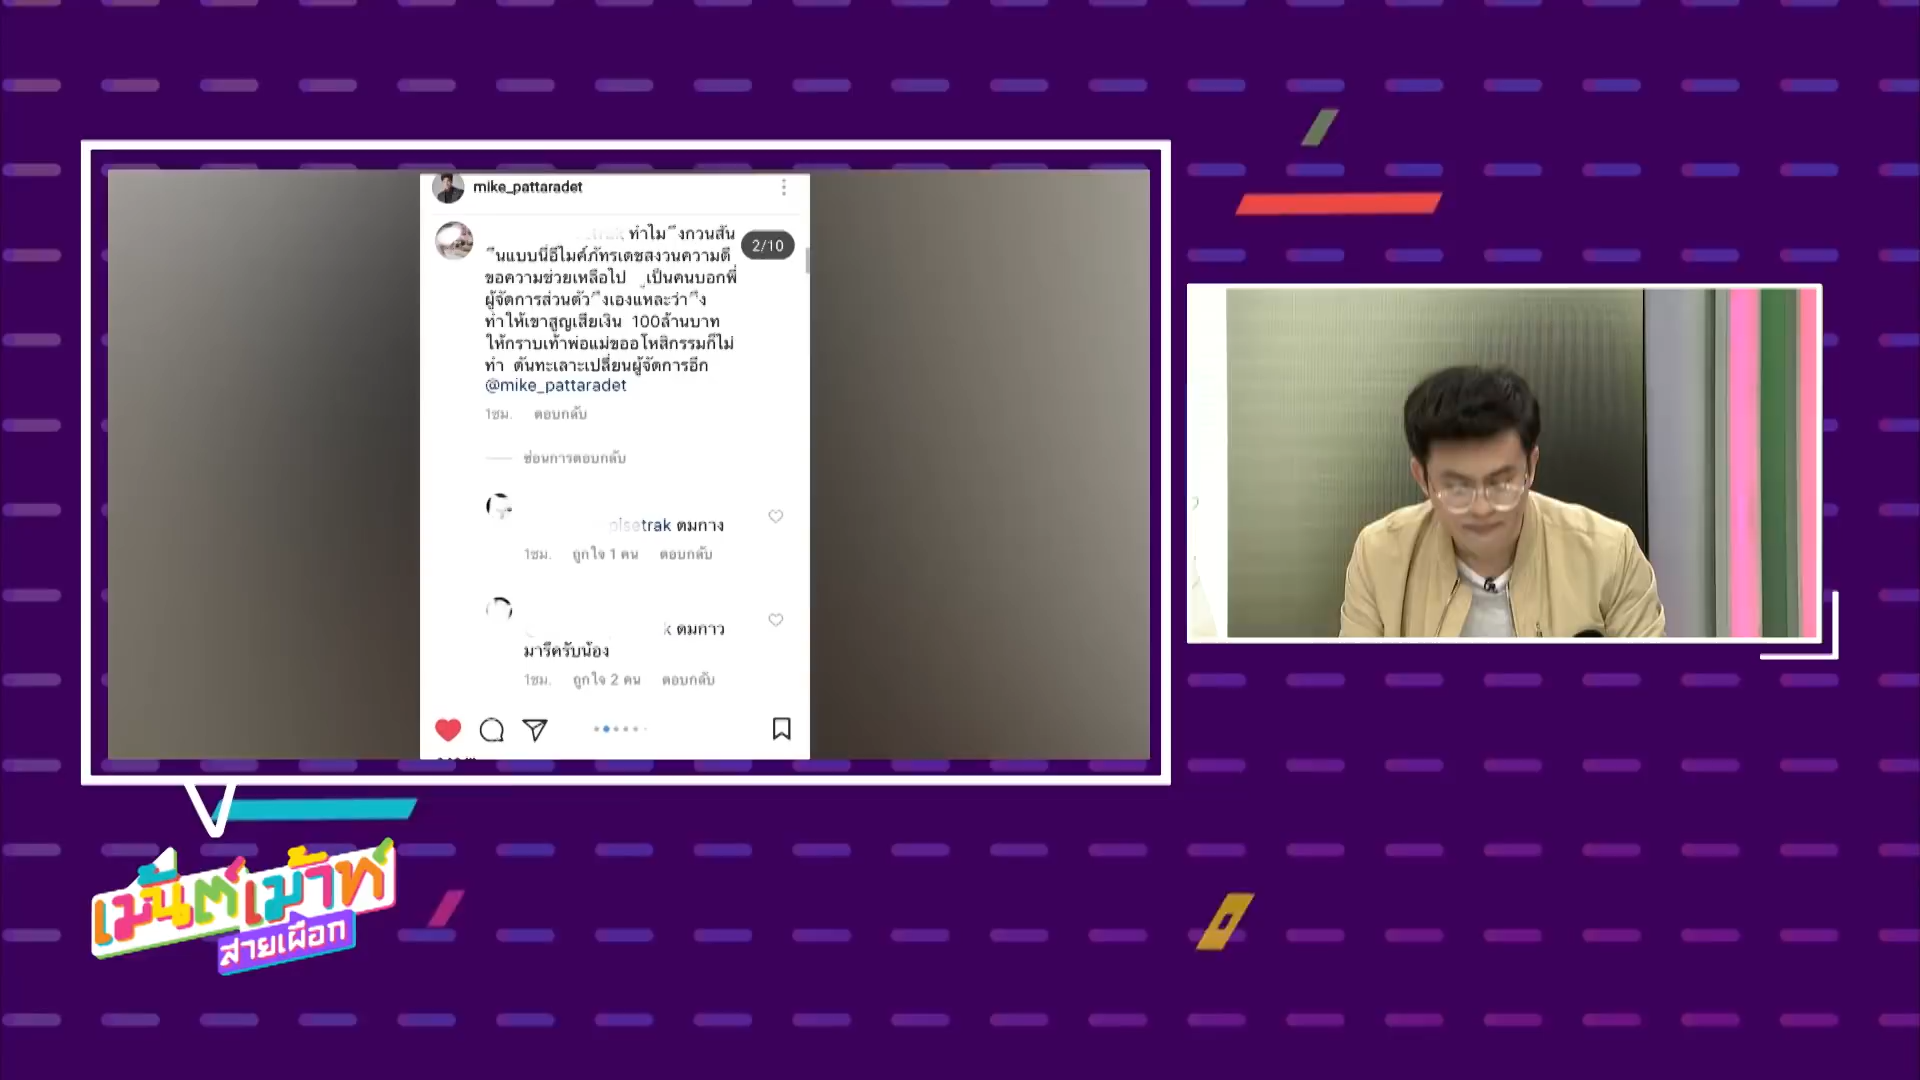 mike_pattaradet
2/10
ทำไม ึงกวนสัน
ีนแบบนี่อีไมค์ภัทรเดชสงวนความดี
ขอความช่วยเหลือไป ูเป็นคนบอกพี่
ผู้จัดการส่วนตัว ึงเองแหละว่า ึง
ทำให้เขาสูญเสียเงิน 100ล้านบาท
ให้กราบเท้าพ่อแม่ขออโหสิกรรมก็ไม่
ทำ ดันทะเลาะเปลี่ยนผู้จัดการอีก
@mike_pattaradet
1ชม. ตอบกลับ
ซ่อนการตอบกลับ
olsetrak ดมกาง
1ชม. ถูกใจ 1 คน ตอบกลับ
k ดมกาว
มารึครับน้อง
1ชม. ถูกใจ 2 คน ตอบกลับ
เม้นต์เม้าท์
สายเผือก